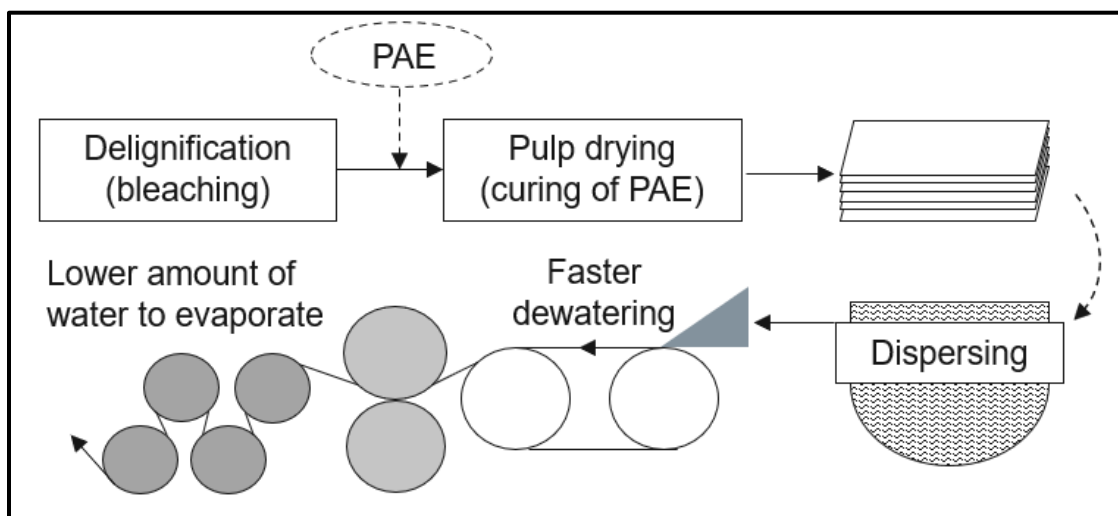 PAE
Delignification
(bleaching)
Pulp drying
(curing of PAE)
Lower amount of
water to evaporate
Faster
dewatering
Dispersing